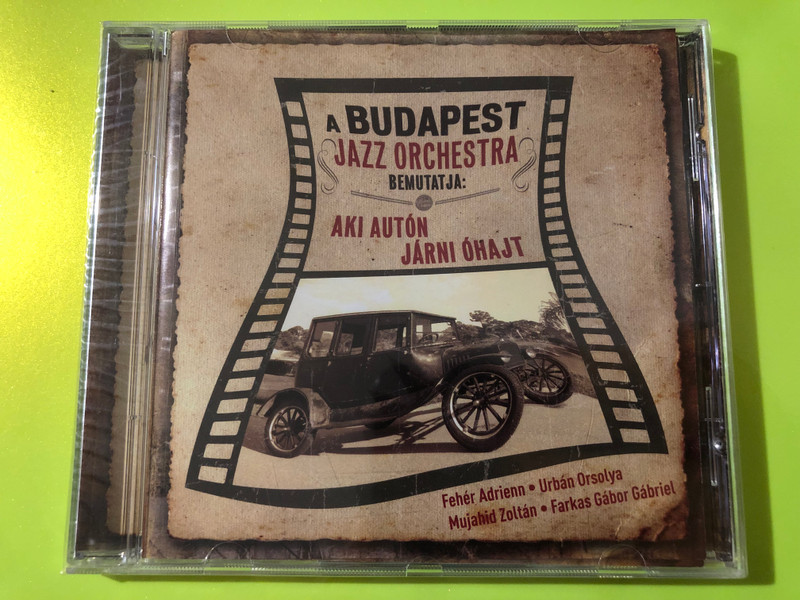 A BUDAPEST
JAZZ ORCHESTRA
BEMUTATJA:
AKI AUTÓN
JÁRNI ÓHAJT
Fehér Adrienn • Urbán Orsolya
Mujahid Zoltán • Farkas Gábor Gábriel